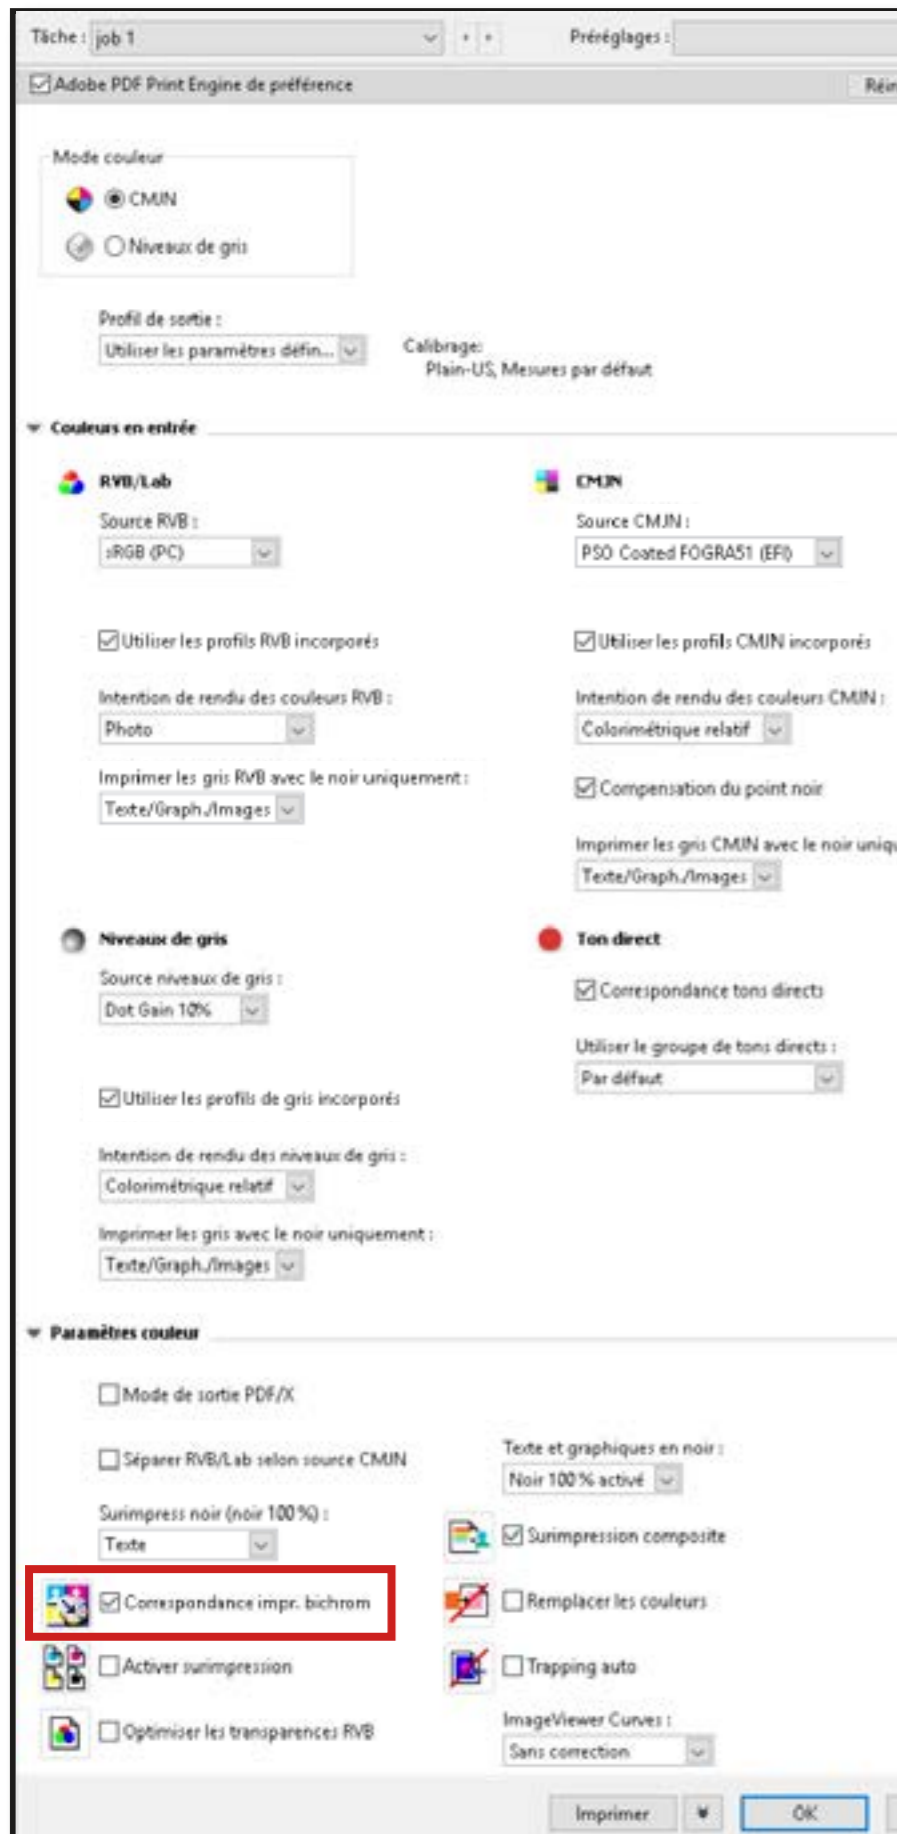 Tâche : job 1 Préréglages :
Adobe PDF Print Engine de préférence
Mode couleur
CMJN
Niveaux de gris
Profil de sortie :
Utiliser les paramètres défin...
Calibrage:
Plain-US, Mesures par défaut
Couleurs en entrée
RVB/Lab
Source RVB :
sRGB (PC)
Utiliser les profils RVB incorporés
Intention de rendu des couleurs RVB :
Photo
Imprimer les gris RVB avec le noir uniquement :
Texte/Graph./Images
CMJN
Source CMJN :
PSO Coated FOGRA51 (EFI)
Utiliser les profils CMJN incorporés
Intention de rendu des couleurs CMJN :
Colorimétrique relatif
Compensation du point noir
Imprimer les gris CMJN avec le noir uniqu
Texte/Graph./Images
Niveaux de gris
Source niveaux de gris :
Dot Gain 10%
Utiliser les profils de gris incorporés
Intention de rendu des niveaux de gris :
Colorimétrique relatif
Imprimer les gris avec le noir uniquement :
Texte/Graph./Images
Ton direct
Correspondance tons directs
Utiliser le groupe de tons directs :
Par défaut
Paramètres couleur
Mode de sortie PDF/X
Séparer RVB/Lab selon source CMJN
Surimpress noir (noir 100%) :
Texte
Correspondance impr. bichrom
Activer surimpression
Optimiser les transparences RVB
Texte et graphiques en noir :
Noir 100% activé
Surimpression composite
Remplacer les couleurs
Trapping auto
ImageViewer Curves :
Sans correction
Imprimer OK